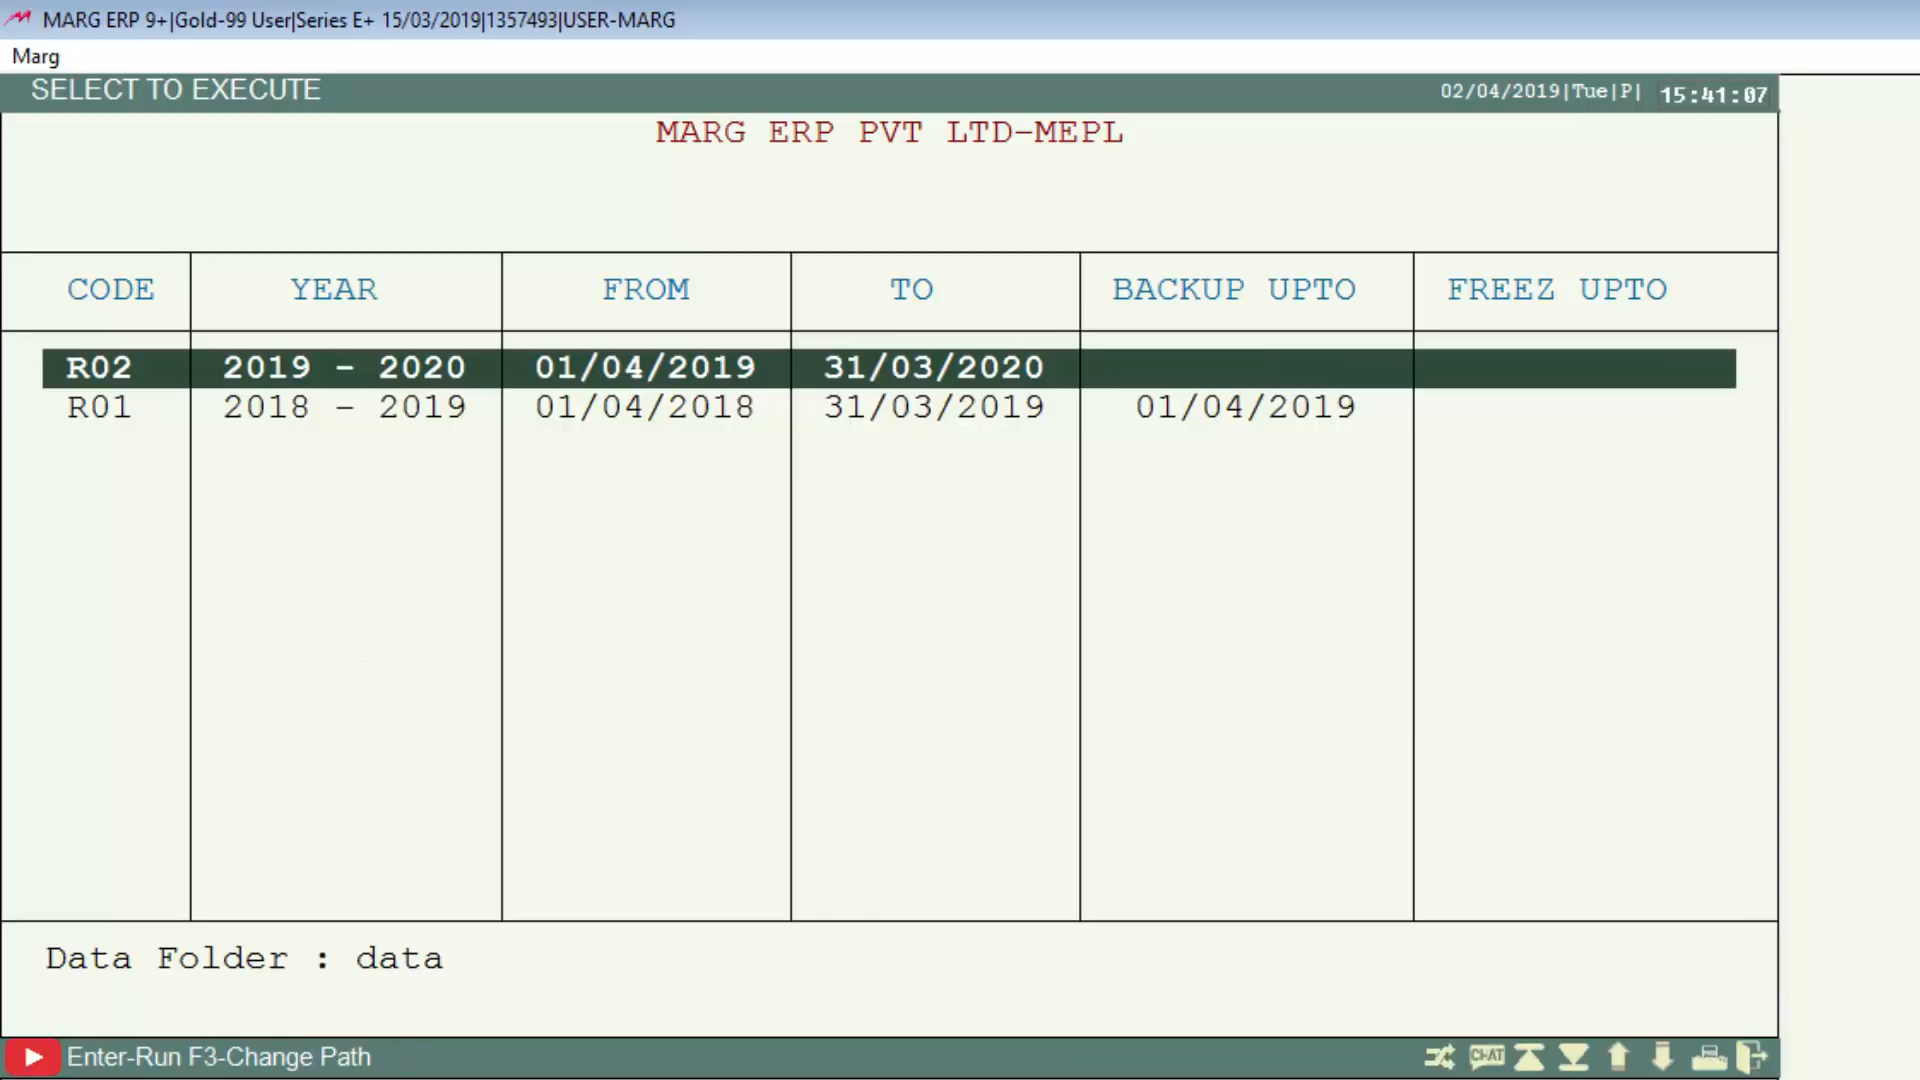 MARG ERP 9+|Gold-99 User|Series E+ 15/03/2019|1357493|USER-MARG
Marg
SELECT TO EXECUTE 02/04/2019|Tue|P| 15:41:07
MARG ERP PVT LTD-MEPL
CODE YEAR FROM TO BACKUP UPTO FREEZ UPTO
R02 2019 - 2020 01/04/2019 31/03/2020
R01 2018 - 2019 01/04/2018 31/03/2019 01/04/2019
Data Folder : data
Enter-Run F3-Change Path CHAT